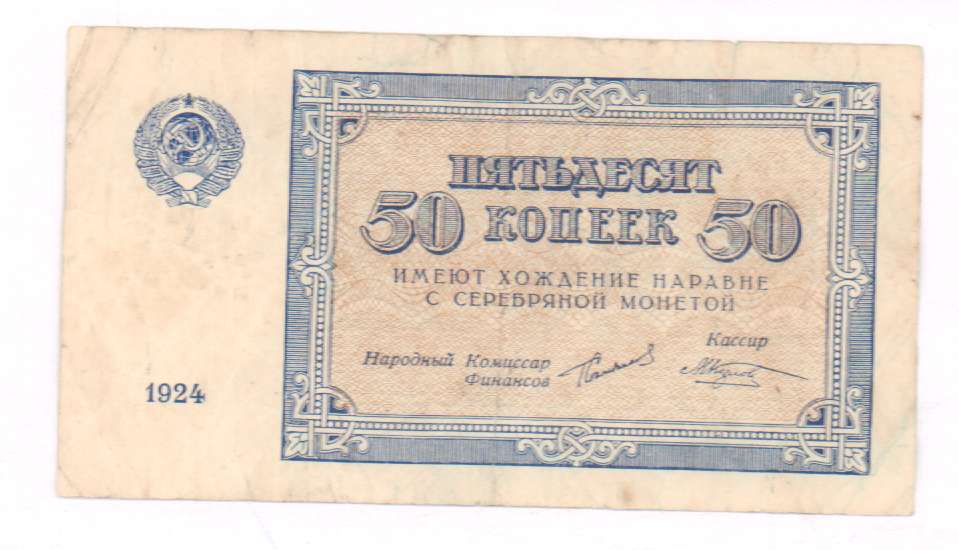 ПЯТЬДЕСЯТ
50 КОПЕЕК 50
ИМЕЮТ ХОЖДЕНИЕ НАРАВНЕ
С СЕРЕБРЯНОЙ МОНЕТОЙ
Кассир
Народный Комиссар
Финансов
1924